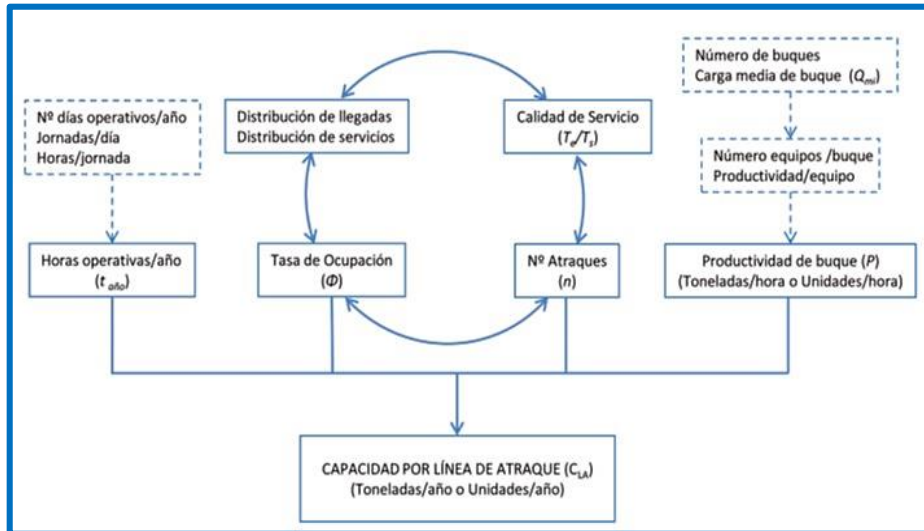 Nº días operativos/año
Jornadas/día
Horas/jornada
Distribución de llegadas
Distribución de servicios
Calidad de Servicio
(Te/Ts)
Número de buques
Carga media de buque (Qmi)
Número equipos /buque
Productividad/equipo
Horas operativas/año
(t año)
Tasa de Ocupación
(Φ)
Nº Atraques
(n)
Productividad de buque (P)
(Toneladas/hora o Unidades/hora)
CAPACIDAD POR LÍNEA DE ATRAQUE (CLA)
(Toneladas/año o Unidades/año)